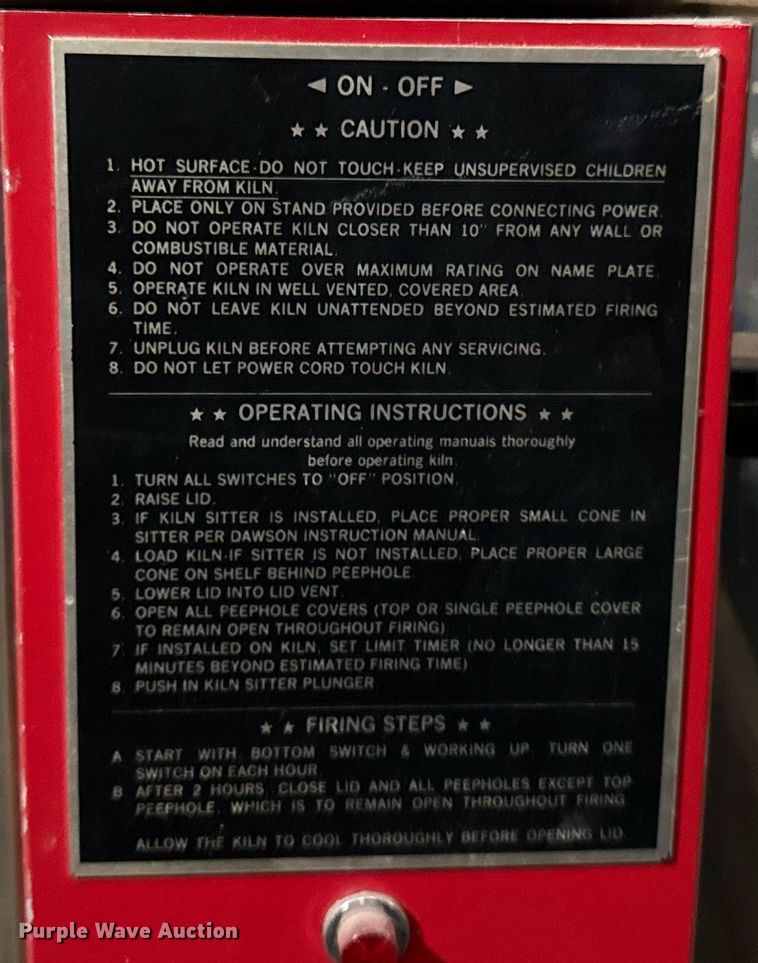 ◄ ON - OFF ►
★ ★ CAUTION ★ ★
1. HOT SURFACE-DO NOT TOUCH-KEEP UNSUPERVISED CHILDREN
AWAY FROM KILN.
2. PLACE ONLY ON STAND PROVIDED BEFORE CONNECTING POWER.
3. DO NOT OPERATE KILN CLOSER THAN 10" FROM ANY WALL OR
COMBUSTIBLE MATERIAL.
4. DO NOT OPERATE OVER MAXIMUM RATING ON NAME PLATE.
5. OPERATE KILN IN WELL VENTED, COVERED AREA.
6. DO NOT LEAVE KILN UNATTENDED BEYOND ESTIMATED FIRING
TIME.
7. UNPLUG KILN BEFORE ATTEMPTING ANY SERVICING.
8. DO NOT LET POWER CORD TOUCH KILN.
★ ★ OPERATING INSTRUCTIONS ★ ★
Read and understand all operating manuals thoroughly
before operating kiln.
1. TURN ALL SWITCHES TO "OFF" POSITION.
2. RAISE LID.
3. IF KILN SITTER IS INSTALLED, PLACE PROPER SMALL CONE IN
SITTER PER DAWSON INSTRUCTION MANUAL.
4. LOAD KILN-IF SITTER IS NOT INSTALLED, PLACE PROPER LARGE
CONE ON SHELF BEHIND PEEPHOLE.
5. LOWER LID INTO LID VENT.
6. OPEN ALL PEEPHOLE COVERS (TOP OR SINGLE PEEPHOLE COVER
TO REMAIN OPEN THROUGHOUT FIRING).
7. IF INSTALLED ON KILN, SET LIMIT TIMER (NO LONGER THAN 15
MINUTES BEYOND ESTIMATED FIRING TIME).
8. PUSH IN KILN SITTER PLUNGER.
★ ★ FIRING STEPS ★ ★
A. START WITH BOTTOM SWITCH & WORKING UP, TURN ONE
SWITCH ON EACH HOUR.
B. AFTER 2 HOURS, CLOSE LID AND ALL PEEPHOLES EXCEPT TOP
PEEPHOLE, WHICH IS TO REMAIN OPEN THROUGHOUT FIRING.
ALLOW THE KILN TO COOL THOROUGHLY BEFORE OPENING LID.
Purple Wave Auction